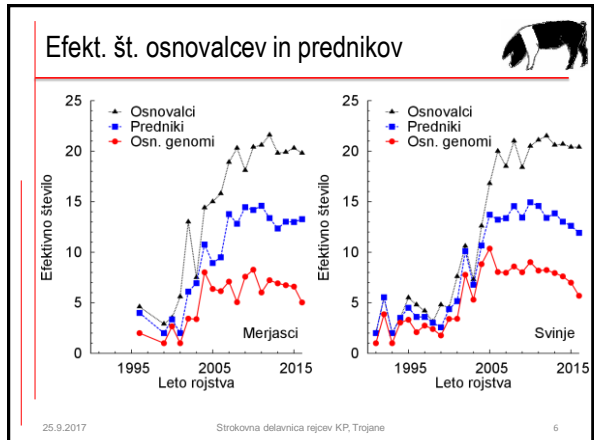 Efekt. št. osnovalcev in prednikov
Efektivno število
25
20
15
10
5
0
Osnovalci
Predniki
Osn. genomi
Merjasci
1995
2005
2015
Leto rojstva
Efektivno število
25
20
15
10
5
0
Osnovalci
Predniki
Osn. genomi
Svinje
1995
2005
2015
Leto rojstva
25.9.2017
Strokovna delavnica rejcev KP, Trojane
6